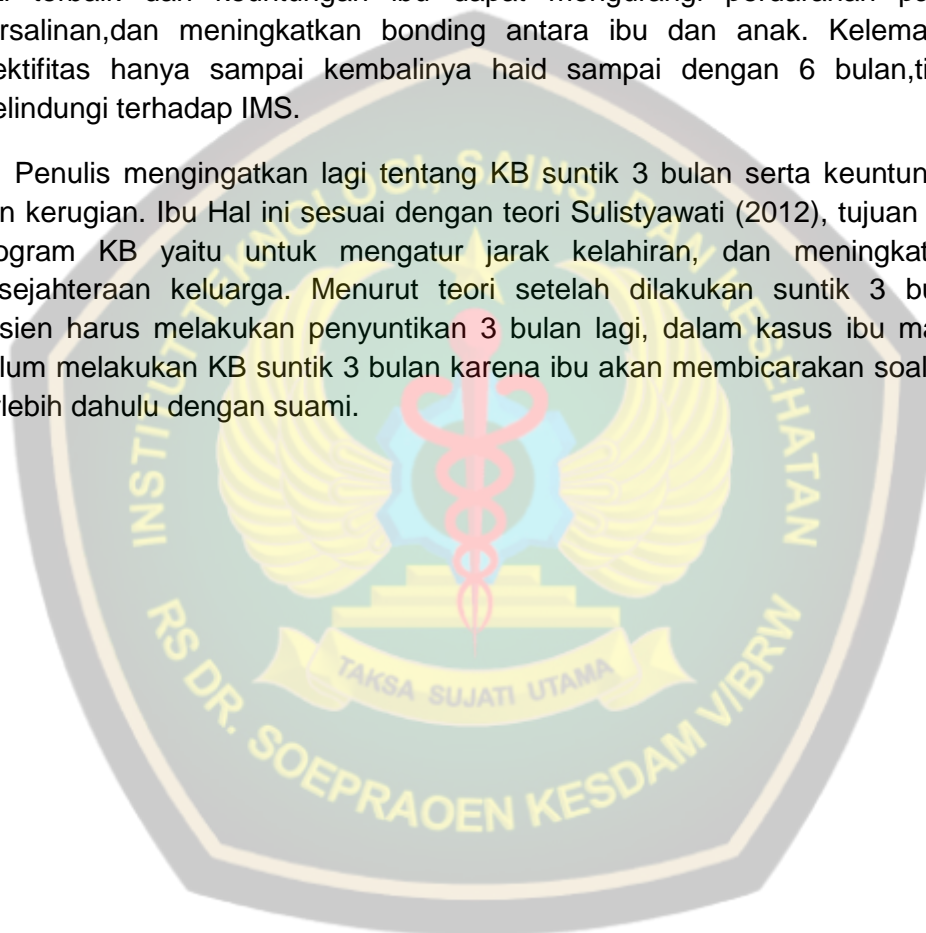 terbaik dan keuntungan ibu dapat mengurangi perdarahan
rsalinan,dan meningkatkan bonding antara ibu dan anak. Kelema
ektifitas hanya sampai kembalinya haid sampai dengan 6 bulan,ti
elindungi terhadap IMS.
Penulis mengingatkan lagi tentang KB suntik 3 bulan serta keuntun
n kerugian. Ibu Hal ini sesuai dengan teori Sulistyawati (2012), tujuan
ogram KB yaitu untuk mengatur jarak kelahiran, dan meningkat
sejahteraan keluarga. Menurut teori setelah dilakukan suntik 3 bu
sien harus melakukan penyuntikan 3 bulan lagi, dalam kasus ibu ma
lum melakukan KB suntik 3 bulan karena ibu akan membicarakan soal
rlebih dahulu dengan suami.
INSTITUT TEKNOLOGI, SAINS, DAN KESEHATAN
TAKSA SUJATI UTAMA
RS DR. SOEPRAOEN KESDAM V/BRW